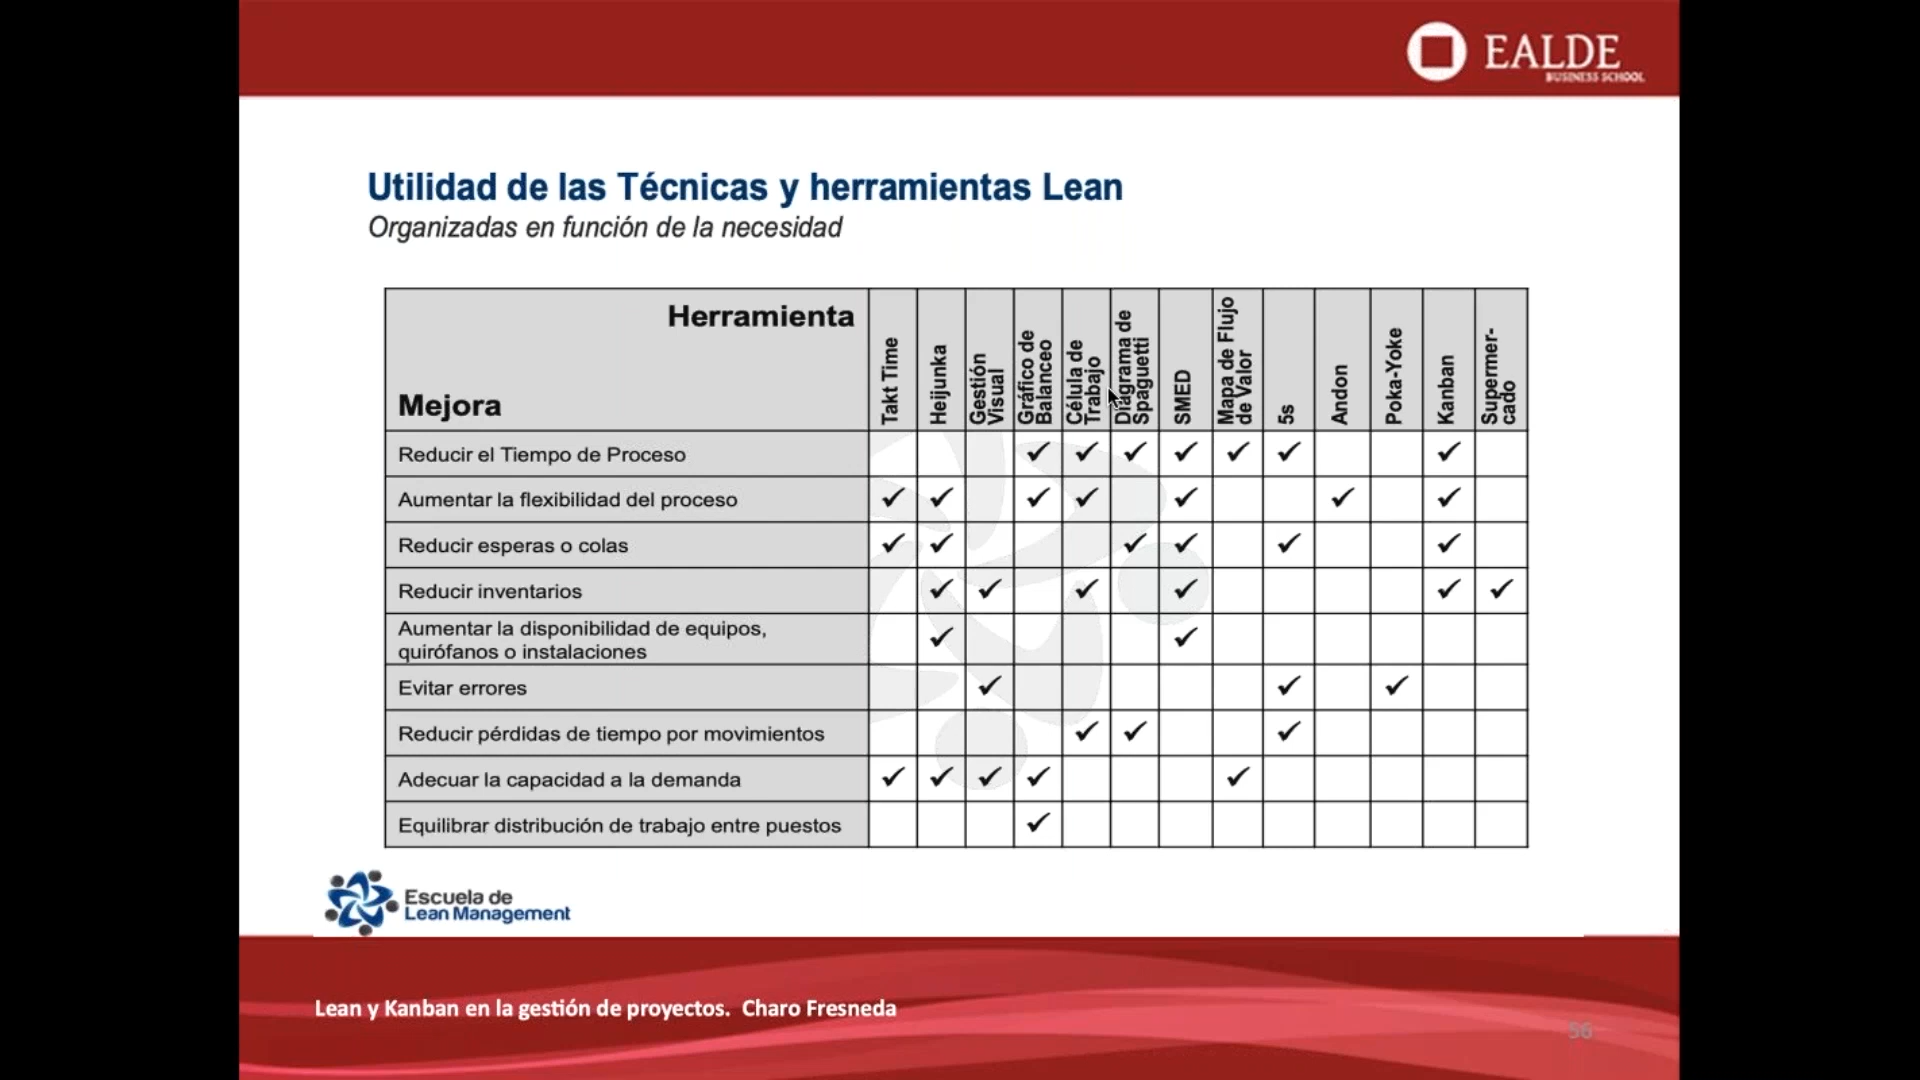 EALDE
BUSINESS SCHOOL
Utilidad de las Técnicas y herramientas Lean
Organizadas en función de la necesidad
Herramienta
Mejora
Takt Time
Heijunka
Gestión
Visual
Gráfico de
Balanceo
Célula de
Trabajo
Diagrama de
Spaguetti
SMED
Mapa de Flujo
de Valor
5s
Andon
Poka-Yoke
Kanban
Supermer-
cado
Reducir el Tiempo de Proceso ✓ ✓ ✓ ✓ ✓ ✓ ✓
Aumentar la flexibilidad del proceso ✓ ✓ ✓ ✓ ✓ ✓ ✓
Reducir esperas o colas ✓ ✓ ✓ ✓ ✓ ✓
Reducir inventarios ✓ ✓ ✓ ✓ ✓ ✓
Aumentar la disponibilidad de equipos,
quirófanos o instalaciones ✓ ✓
Evitar errores ✓ ✓ ✓
Reducir pérdidas de tiempo por movimientos ✓ ✓ ✓
Adecuar la capacidad a la demanda ✓ ✓ ✓ ✓ ✓
Equilibrar distribución de trabajo entre puestos ✓
Escuela de
Lean Management
Lean y Kanban en la gestión de proyectos. Charo Fresneda
56